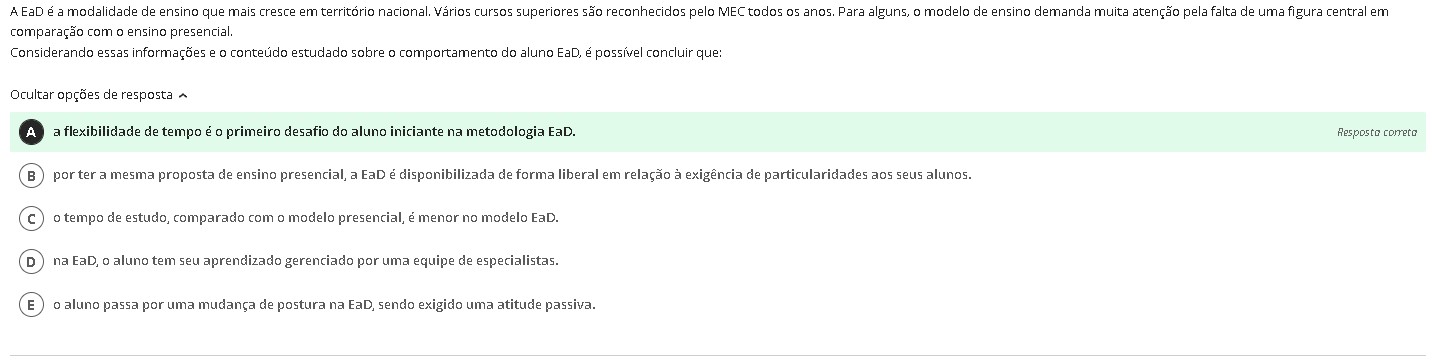 A EaD é a modalidade de ensino que mais cresce em território nacional. Vários cursos superiores são reconhecidos pelo MEC todos os anos. Para alguns, o modelo de ensino demanda muita atenção pela falta de uma figura central em
comparação com o ensino presencial.
Considerando essas informações e o conteúdo estudado sobre o comportamento do aluno EaD, é possível concluir que:
Ocultar opções de resposta
A a flexibilidade de tempo é o primeiro desafio do aluno iniciante na metodologia EaD. Resposta correta
B por ter a mesma proposta de ensino presencial, a EaD é disponibilizada de forma liberal em relação à exigência de particularidades aos seus alunos.
C o tempo de estudo, comparado com o modelo presencial, é menor no modelo EaD.
D na EaD, o aluno tem seu aprendizado gerenciado por uma equipe de especialistas.
E o aluno passa por uma mudança de postura na EaD, sendo exigido uma atitude passiva.